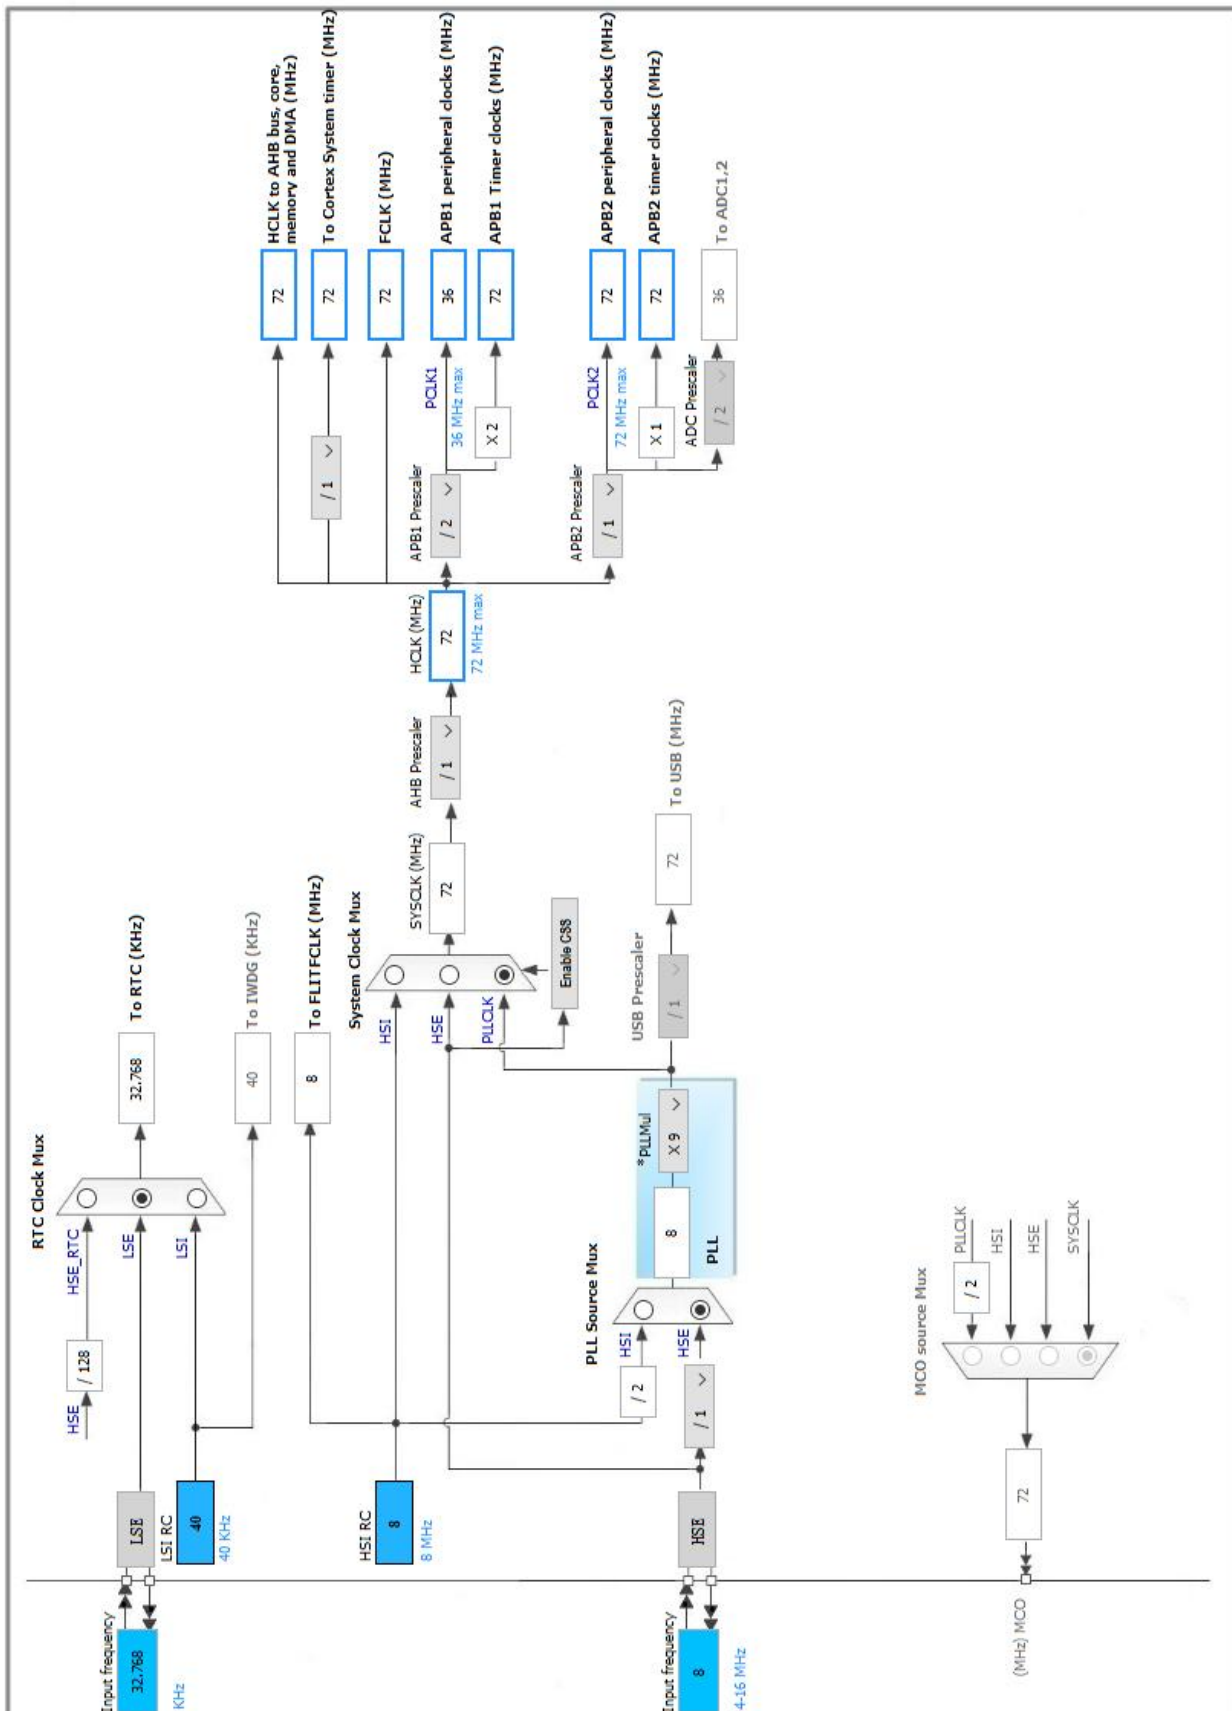 Input frequency
32.768
KHz
LSE
LSI RC
40
40 KHz
HSE
/ 128
HSE_RTC
LSE
LSI
RTC Clock Mux
32.768
To RTC (KHz)
40
To IWDG (KHz)
8
To FLITFCLK (MHz)
HSI RC
8
8 MHz
HSI
HSE
PLLCLK
System Clock Mux
Enable CSS
SYSCLK (MHz)
72
AHB Prescaler
/ 1
HCLK (MHz)
72
72 MHz max
72
HCLK to AHB bus, core,
memory and DMA (MHz)
/ 1
72
To Cortex System timer (MHz)
72
FCLK (MHz)
APB1 Prescaler
/ 2
PCLK1
36 MHz max
36
APB1 peripheral clocks (MHz)
X 2
72
APB1 Timer clocks (MHz)
APB2 Prescaler
/ 1
PCLK2
72 MHz max
72
APB2 peripheral clocks (MHz)
X 1
72
APB2 timer clocks (MHz)
ADC Prescaler
/ 2
36
To ADC1,2
Input frequency
8
4-16 MHz
HSE
/ 1
/ 2
HSI
HSE
PLL Source Mux
8
*PLLMul
X 9
PLL
USB Prescaler
/ 1
72
To USB (MHz)
(MHz) MCO
72
MCO source Mux
/ 2
PLLCLK
HSI
HSE
SYSCLK